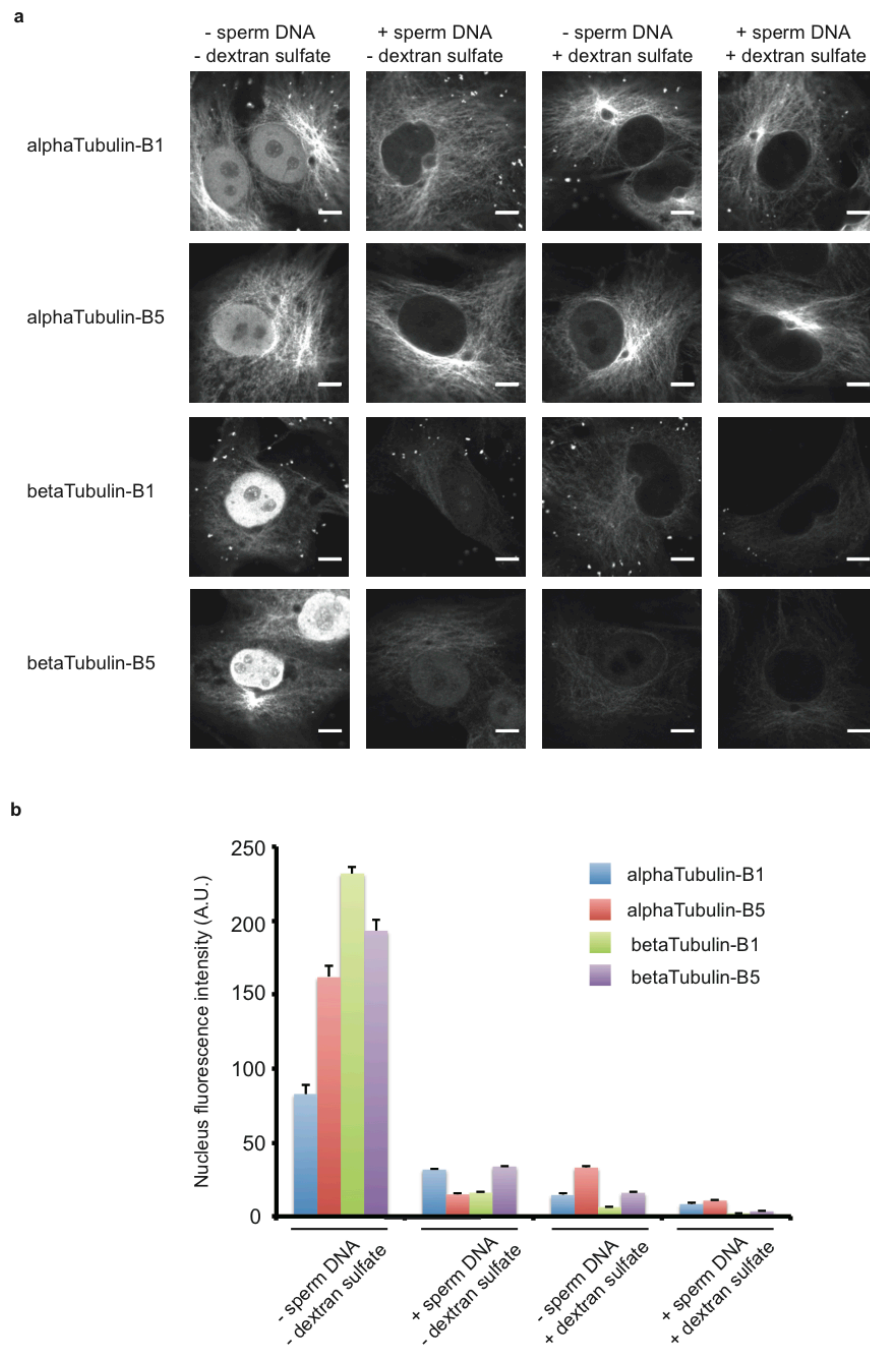 a
- sperm DNA
- dextran sulfate
+ sperm DNA
- dextran sulfate
- sperm DNA
+ dextran sulfate
+ sperm DNA
+ dextran sulfate
alphaTubulin-B1
alphaTubulin-B5
betaTubulin-B1
betaTubulin-B5
b
Nucleus fluorescence intensity (A.U.)
250
200
150
100
50
0
alphaTubulin-B1
alphaTubulin-B5
betaTubulin-B1
betaTubulin-B5
- sperm DNA
- dextran sulfate
+ sperm DNA
- dextran sulfate
- sperm DNA
+ dextran sulfate
+ sperm DNA
+ dextran sulfate